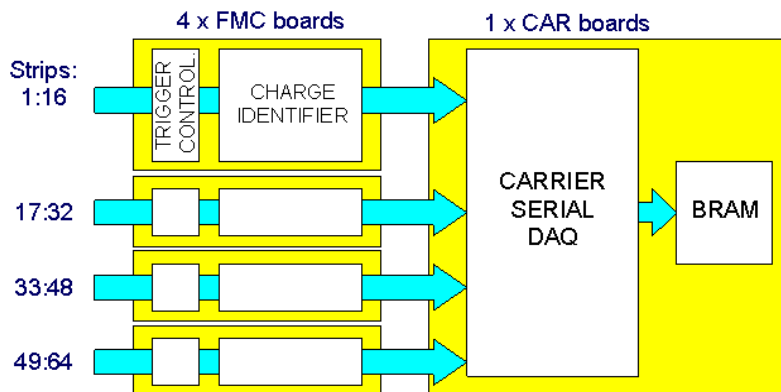 4 x FMC boards
1 x CAR boards
Strips:
1:16
TRIGGER
CONTROL.
CHARGE
IDENTIFIER
17:32
33:48
49:64
CARRIER
SERIAL
DAQ
BRAM